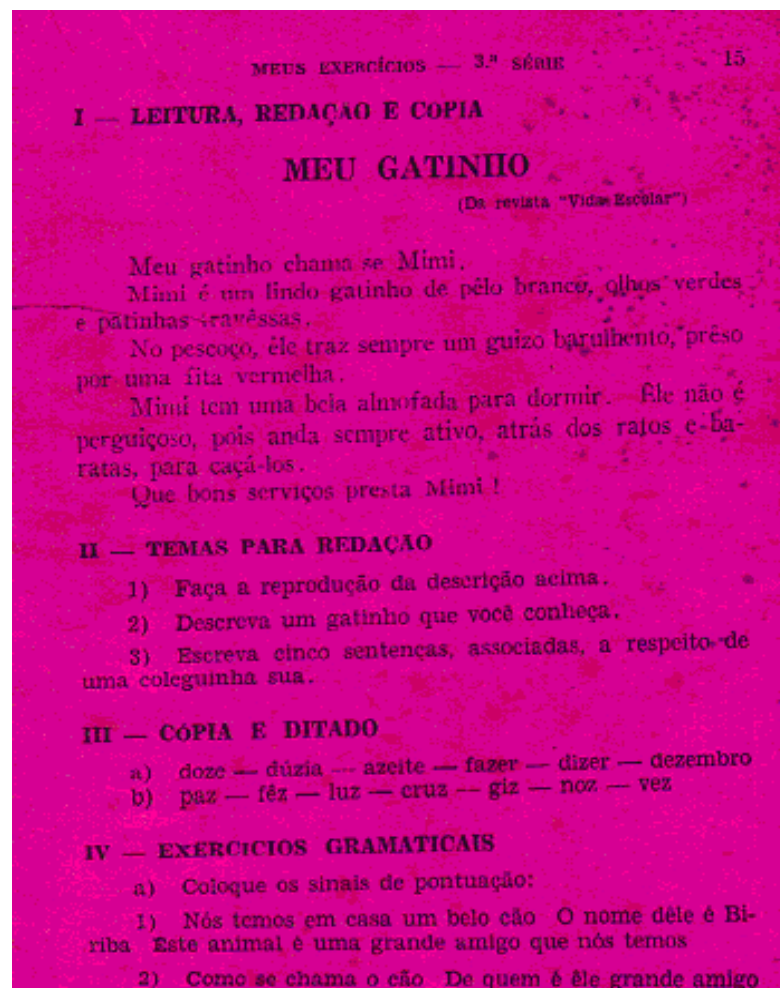 MEUS EXERCÍCIOS — 3.ª SÉRIE 15
I — LEITURA, REDAÇÃO E COPIA
MEU GATINHO
(Da revista "Vida Escolar")
Meu gatinho chama se Mimi.
Mimi é um lindo gatinho de pêlo branco, olhos verdes
e patinhas travêssas.
No pescoço, êle traz sempre um guizo barulhento, prêso
por uma fita vermelha.
Mimi tem uma bela almofada para dormir. Êle não é
perguiçoso, pois anda sempre ativo, atrás dos ratos e ba-
ratas, para caçá-los.
Que bons serviços presta Mimi!
II — TEMAS PARA REDAÇÃO
1) Faça a reprodução da descrição acima.
2) Descreva um gatinho que você conheça.
3) Escreva cinco sentenças, associadas, a respeito de
uma coleguinha sua.
III — CÓPIA E DITADO
a) doze — dúzia — azeite — fazer — dizer — dezembro
b) paz — fêz — luz — cruz — giz — noz — vez
IV — EXERCICIOS GRAMATICAIS
a) Coloque os sinais de pontuação:
1) Nós temos em casa um belo cão O nome dêle é Bi-
riba Este animal é uma grande amigo que nós temos
2) Como se chama o cão De quem é êle grande amigo